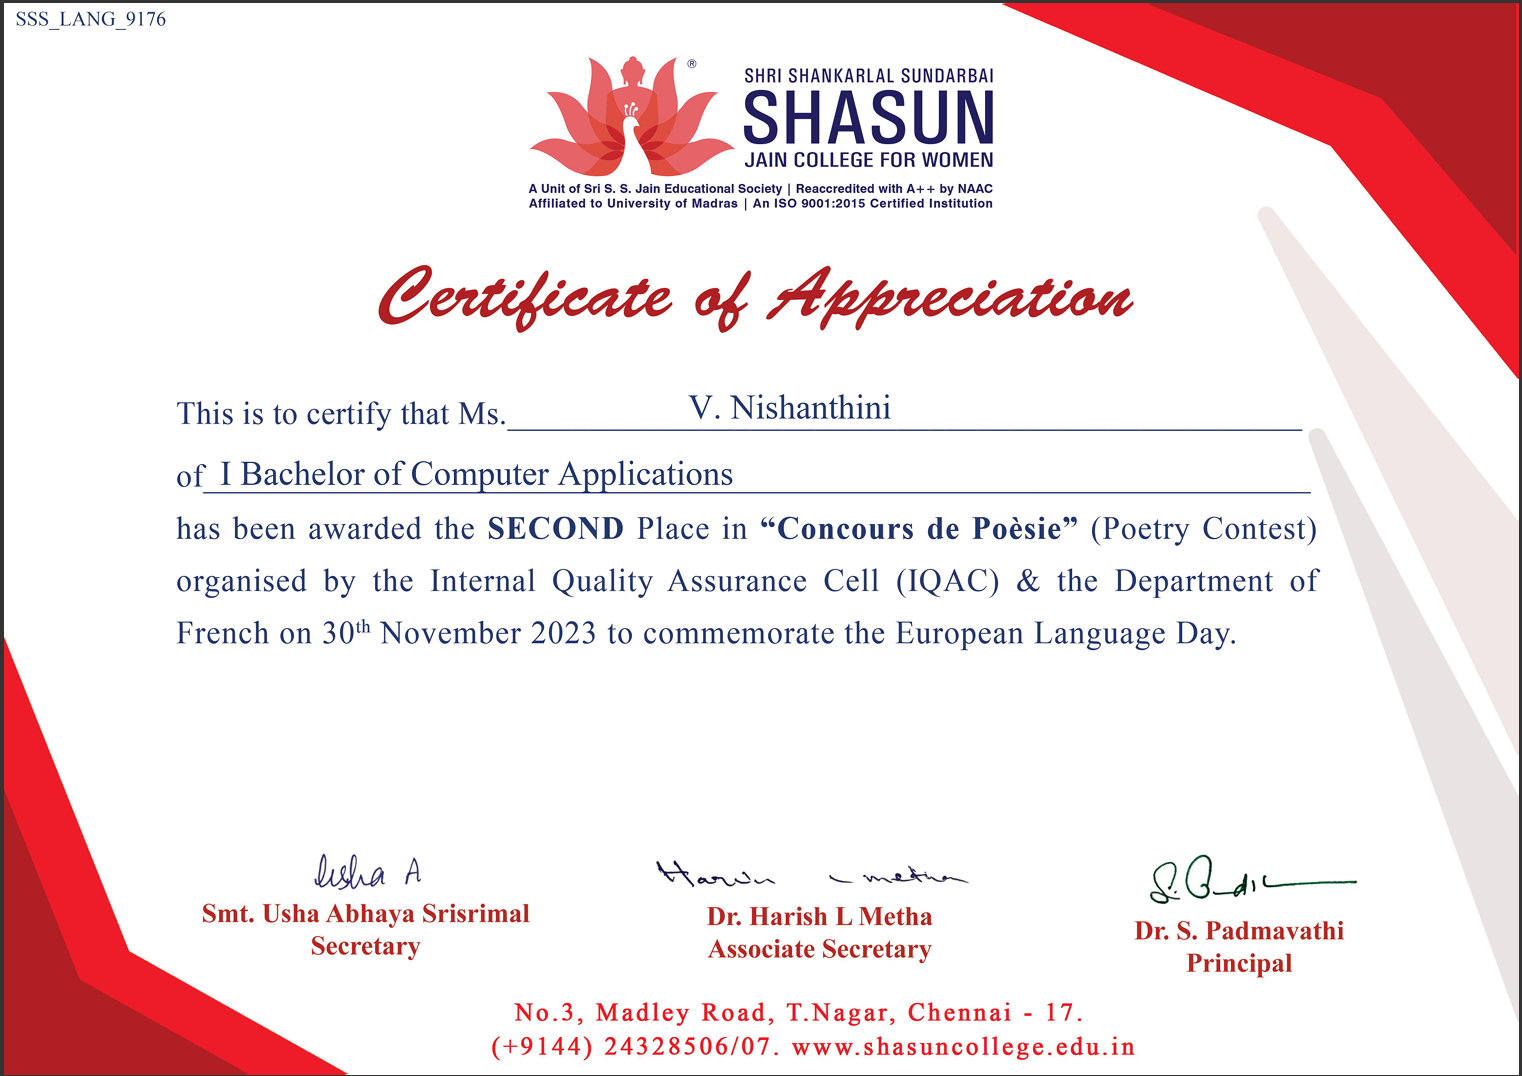 SSS_LANG_9176
®
SHRI SHANKARLAL SUNDARBAI
SHASUN
JAIN COLLEGE FOR WOMEN
A Unit of Sri S. S. Jain Educational Society | Reaccredited with A++ by NAAC
Affiliated to University of Madras | An ISO 9001:2015 Certified Institution
Certificate of Appreciation
This is to certify that Ms. V. Nishanthini
of I Bachelor of Computer Applications
has been awarded the SECOND Place in “Concours de Poèsie” (Poetry Contest)
organised by the Internal Quality Assurance Cell (IQAC) & the Department of
French on 30th November 2023 to commemorate the European Language Day.
Usha A
Smt. Usha Abhaya Srisrimal
Secretary
Harish L Metha
Dr. Harish L Metha
Associate Secretary
Dr. S. Padmavathi
Principal
No.3, Madley Road, T.Nagar, Chennai - 17.
(+9144) 24328506/07. www.shasuncollege.edu.in